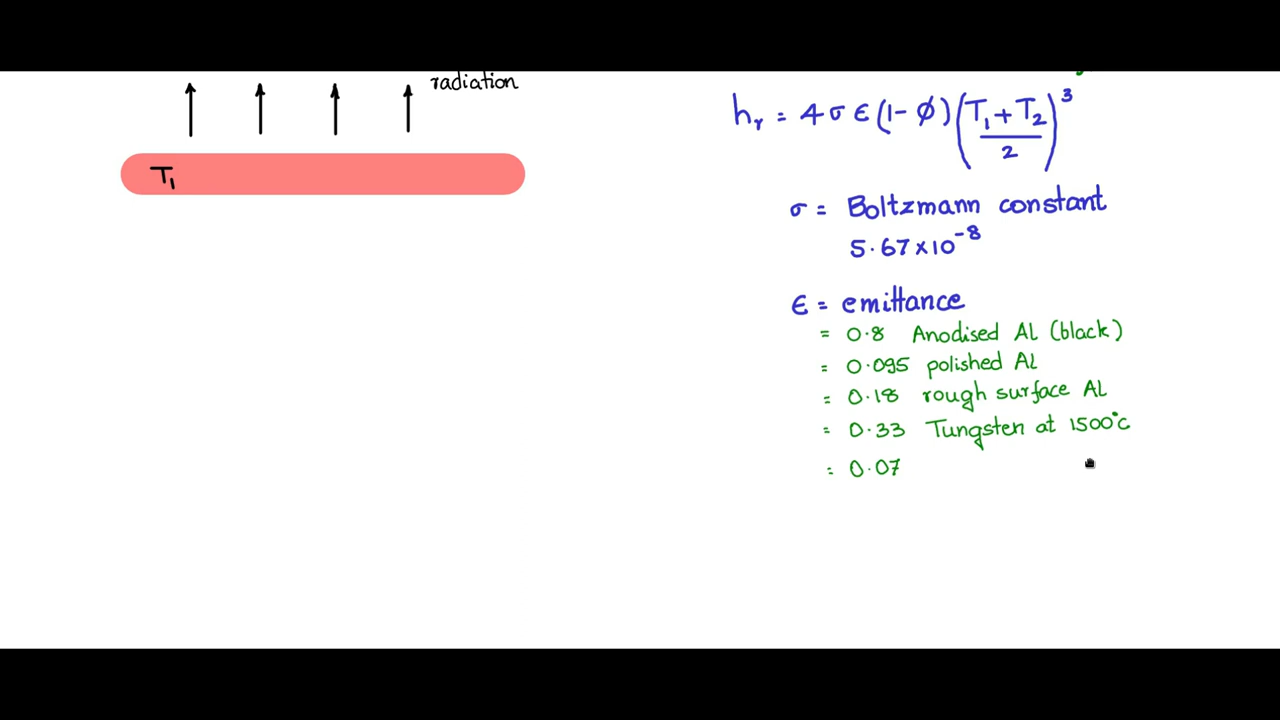 radiation
T₁
hᵣ = 4 σ ϵ (1 - ϕ) ((T₁ + T₂)/2)³
σ = Boltzmann constant
5.67×10⁻⁸
ϵ = emittance
= 0.8 Anodised Al (black)
= 0.095 polished Al
= 0.18 rough surface Al
= 0.33 Tungsten at 1500°C
= 0.07